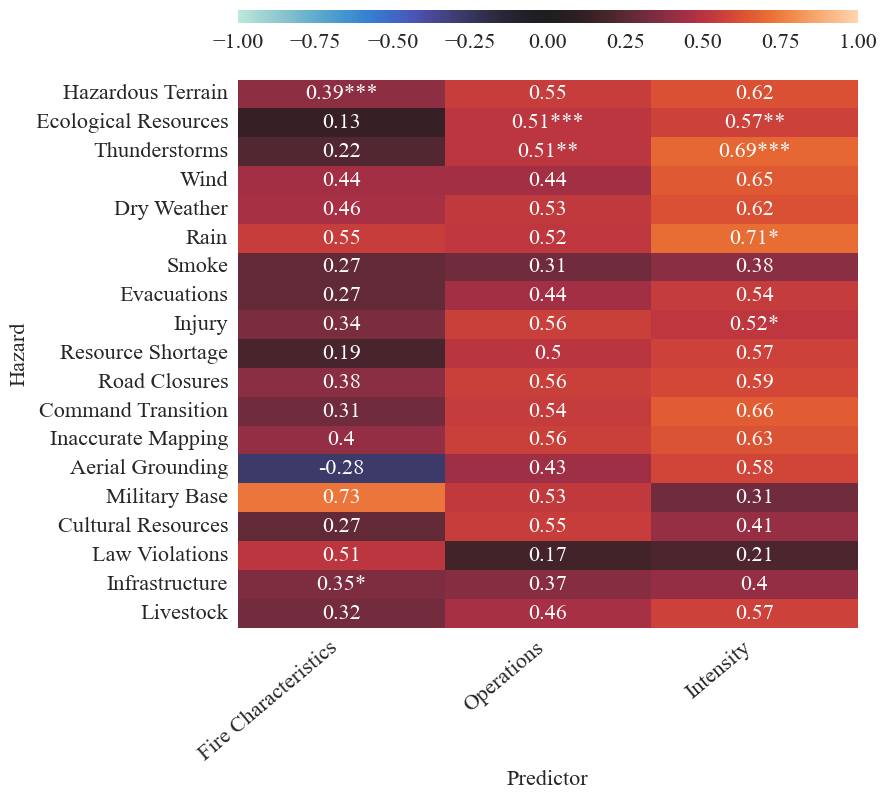 −1.00 −0.75 −0.50 −0.25 0.00 0.25 0.50 0.75 1.00
Hazardous Terrain 0.39*** 0.55 0.62
Ecological Resources 0.13 0.51*** 0.57**
Thunderstorms 0.22 0.51** 0.69***
Wind 0.44 0.44 0.65
Dry Weather 0.46 0.53 0.62
Rain 0.55 0.52 0.71*
Smoke 0.27 0.31 0.38
Evacuations 0.27 0.44 0.54
Injury 0.34 0.56 0.52*
Resource Shortage 0.19 0.5 0.57
Road Closures 0.38 0.56 0.59
Command Transition 0.31 0.54 0.66
Inaccurate Mapping 0.4 0.56 0.63
Aerial Grounding -0.28 0.43 0.58
Military Base 0.73 0.53 0.31
Cultural Resources 0.27 0.55 0.41
Law Violations 0.51 0.17 0.21
Infrastructure 0.35* 0.37 0.4
Livestock 0.32 0.46 0.57
Hazard
Fire Characteristics Operations Intensity
Predictor